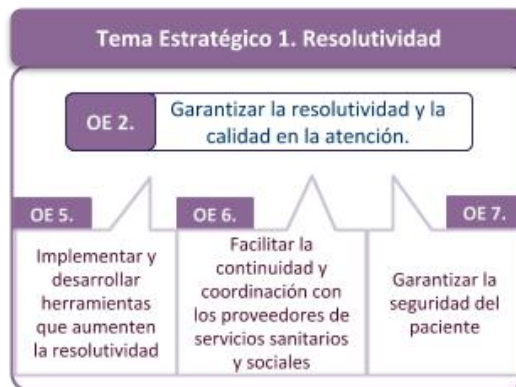 Tema Estratégico 1. Resolutividad
OE 2.
Garantizar la resolutividad y la
calidad en la atención.
OE 5.
Implementar y
desarrollar
herramientas
que aumenten
la resolutividad
OE 6.
Facilitar la
continuidad y
coordinación con
los proveedores de
servicios sanitarios
y sociales
OE 7.
Garantizar la
seguridad del
paciente